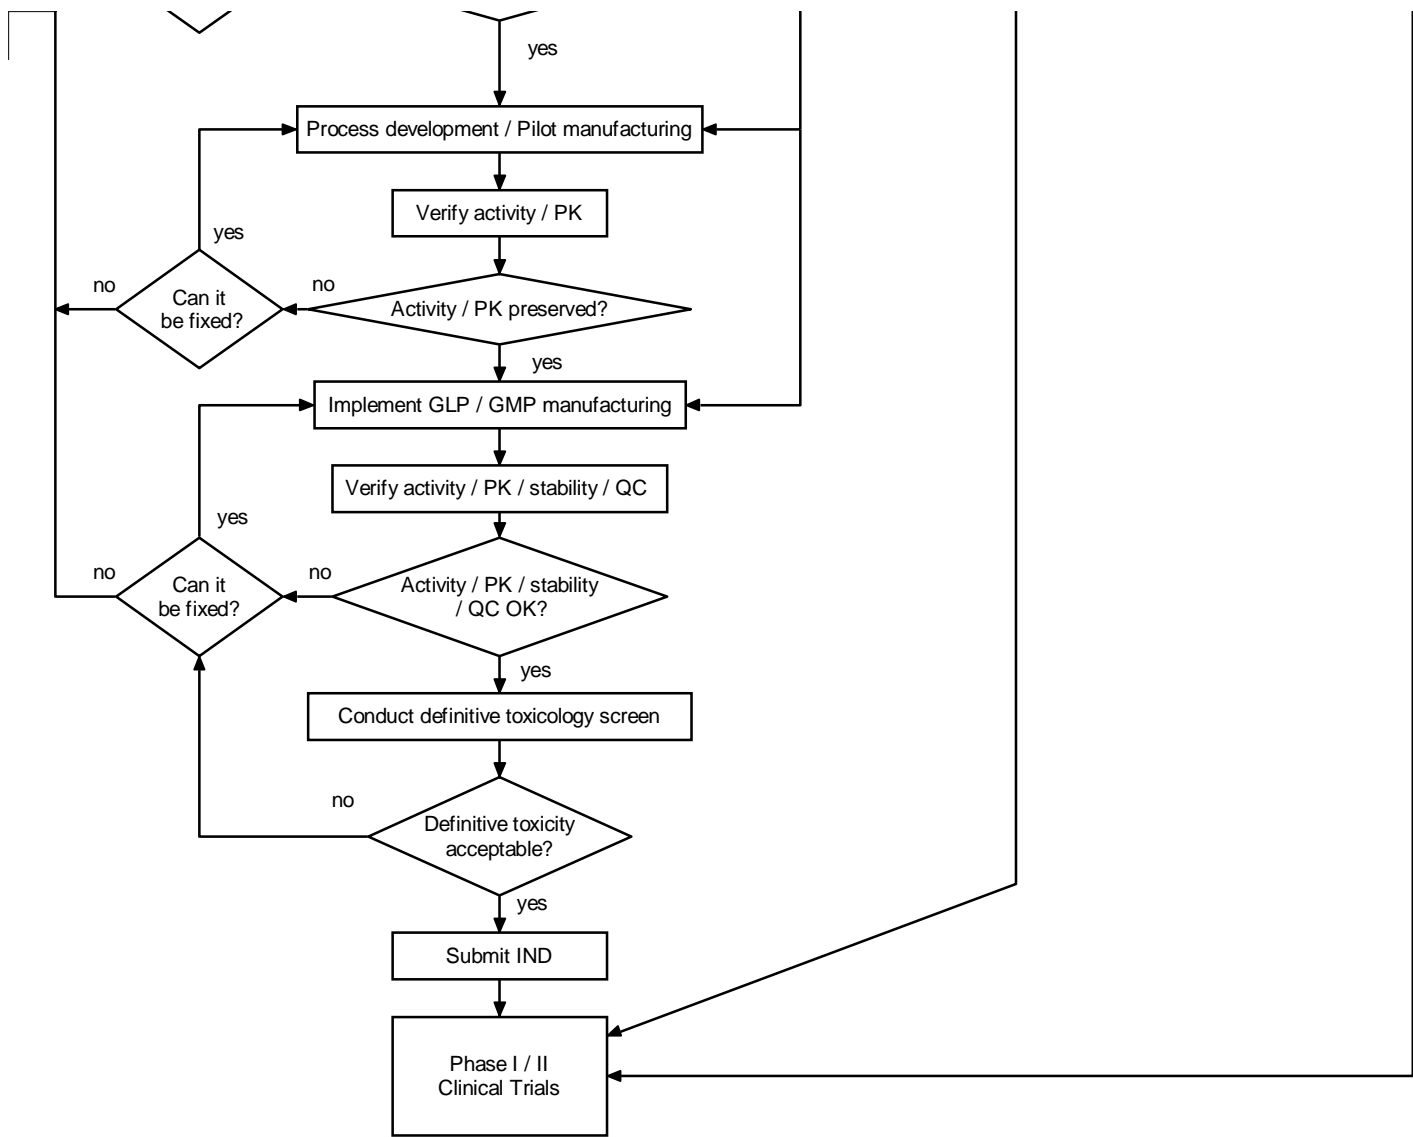 yes
Process development / Pilot manufacturing
Verify activity / PK
yes
no
no
Can it
be fixed?
Activity / PK preserved?
yes
Implement GLP / GMP manufacturing
Verify activity / PK / stability / QC
yes
no
no
Can it
be fixed?
Activity / PK / stability
/ QC OK?
yes
Conduct definitive toxicology screen
no
Definitive toxicity
acceptable?
yes
Submit IND
Phase I / II
Clinical Trials